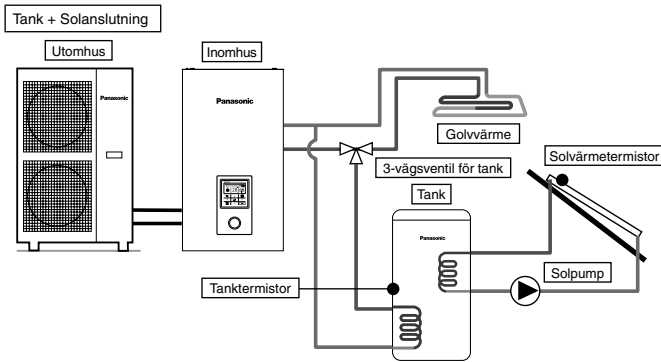 Tank + Solanslutning
Utomhus
Inomhus
Panasonic
Panasonic
Golvvärme
3-vägsventil för tank
Solvärmetermistor
Tank
Panasonic
Tanktermistor
Solpump